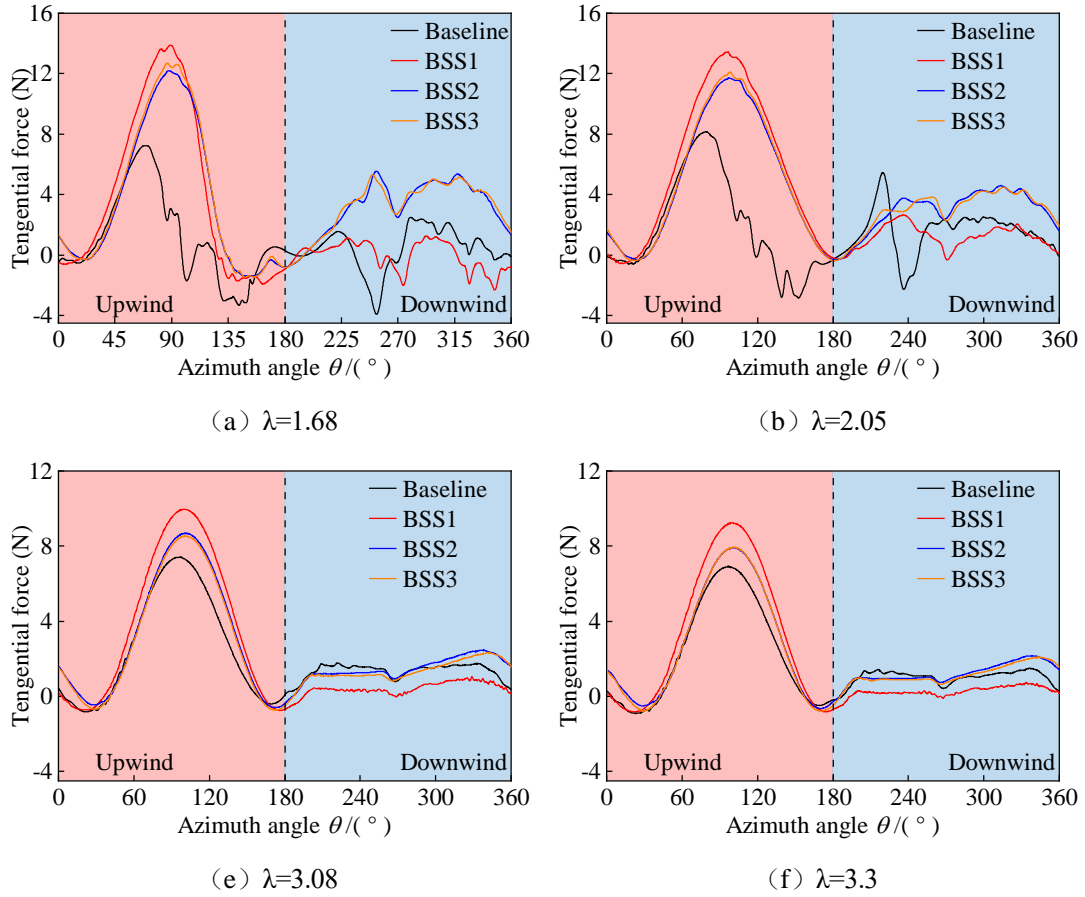 16
12
8
4
0
-4
Tengential force (N)
Baseline
BSS1
BSS2
BSS3
Upwind
Downwind
0 45 90 135 180 225 270 315 360
Azimuth angle θ/( ° )
（a）λ=1.68
16
12
8
4
0
-4
Tengential force (N)
Baseline
BSS1
BSS2
BSS3
Upwind
Downwind
0 60 120 180 240 300 360
Azimuth angle θ/( ° )
（b）λ=2.05
12
8
4
0
-4
Tengential force (N)
Baseline
BSS1
BSS2
BSS3
Upwind
Downwind
0 60 120 180 240 300 360
Azimuth angle θ/( ° )
（e）λ=3.08
12
8
4
0
-4
Tengential force (N)
Baseline
BSS1
BSS2
BSS3
Upwind
Downwind
0 60 120 180 240 300 360
Azimuth angle θ/( ° )
（f）λ=3.3